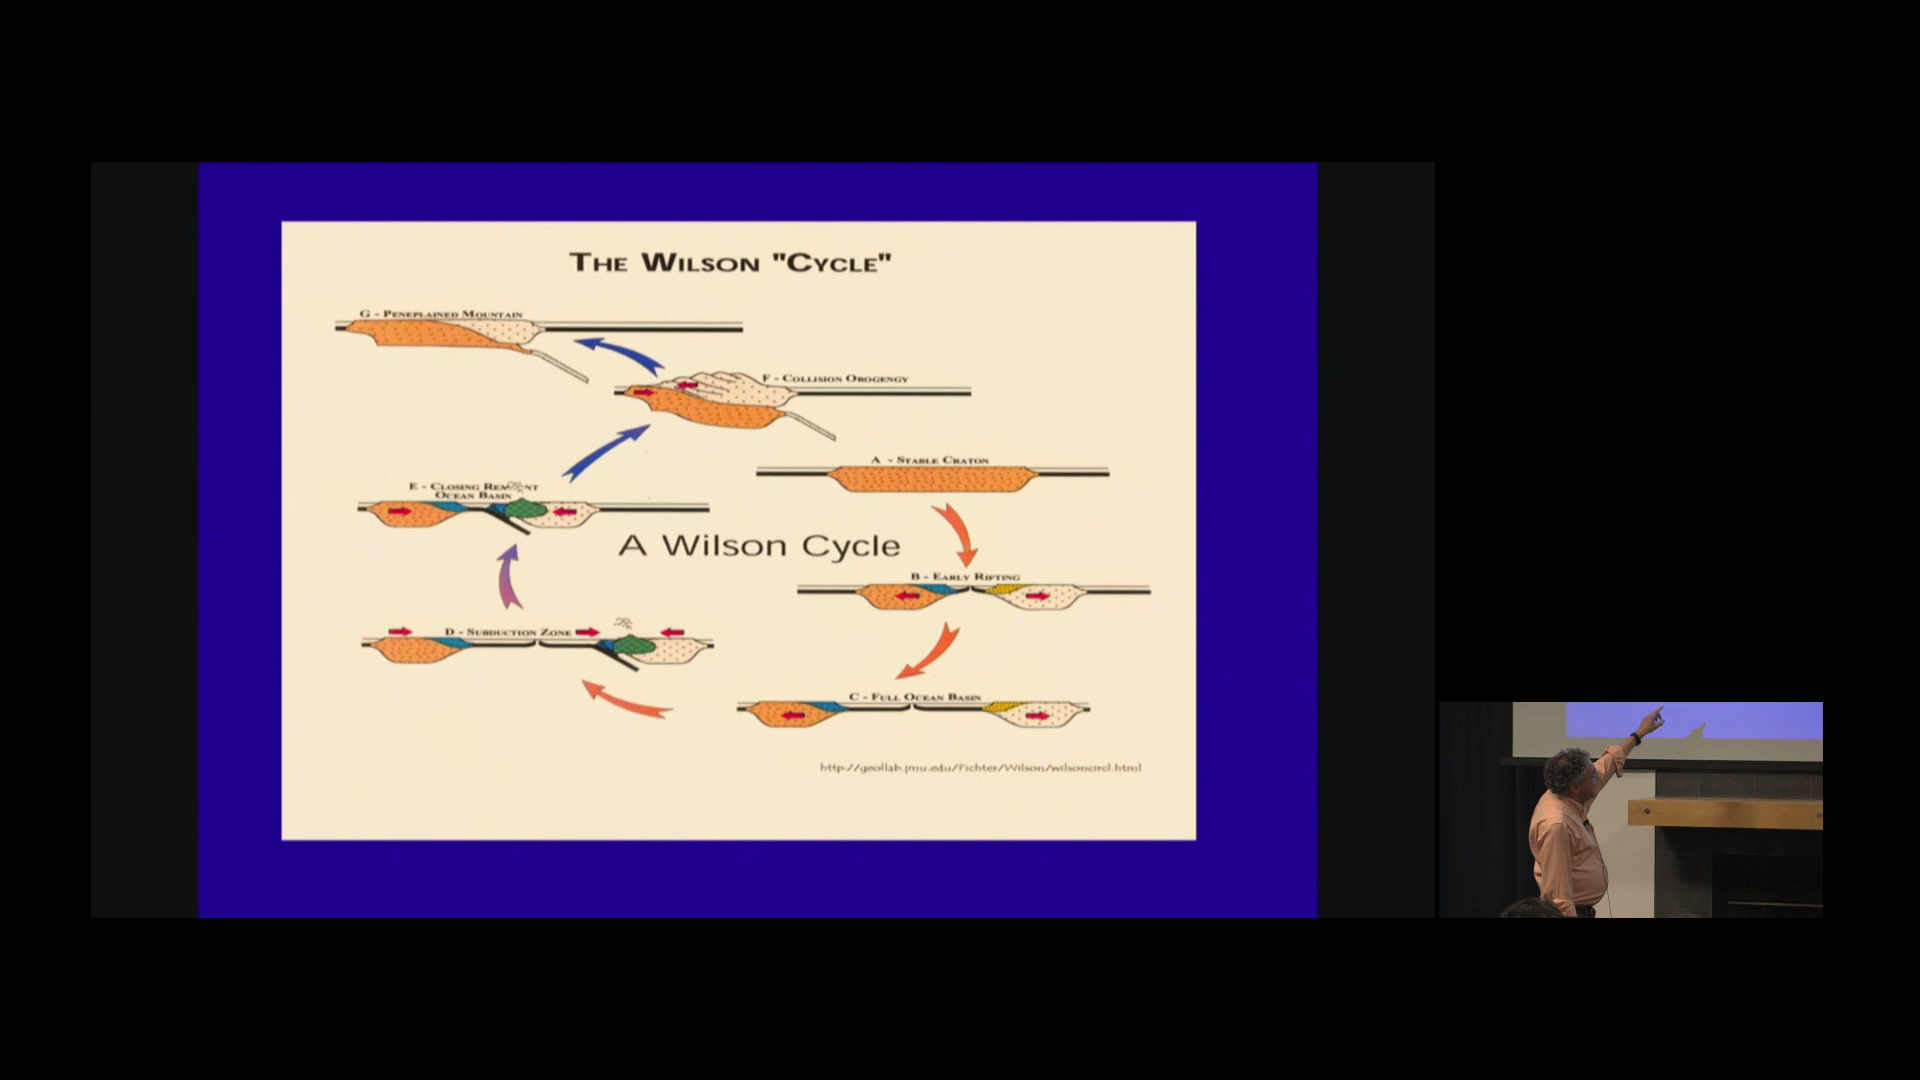 THE WILSON "CYCLE"
G - PENEPLAINED MOUNTAIN
F - COLLISION OROGENGY
A - STABLE CRATON
E - CLOSING REMNANT
OCEAN BASIN
A Wilson Cycle
B - EARLY RIFTING
D - SUBDUCTION ZONE
C - FULL OCEAN BASIN
http://geollab.jmu.edu/Fichter/Wilson/wilsoncircl.html